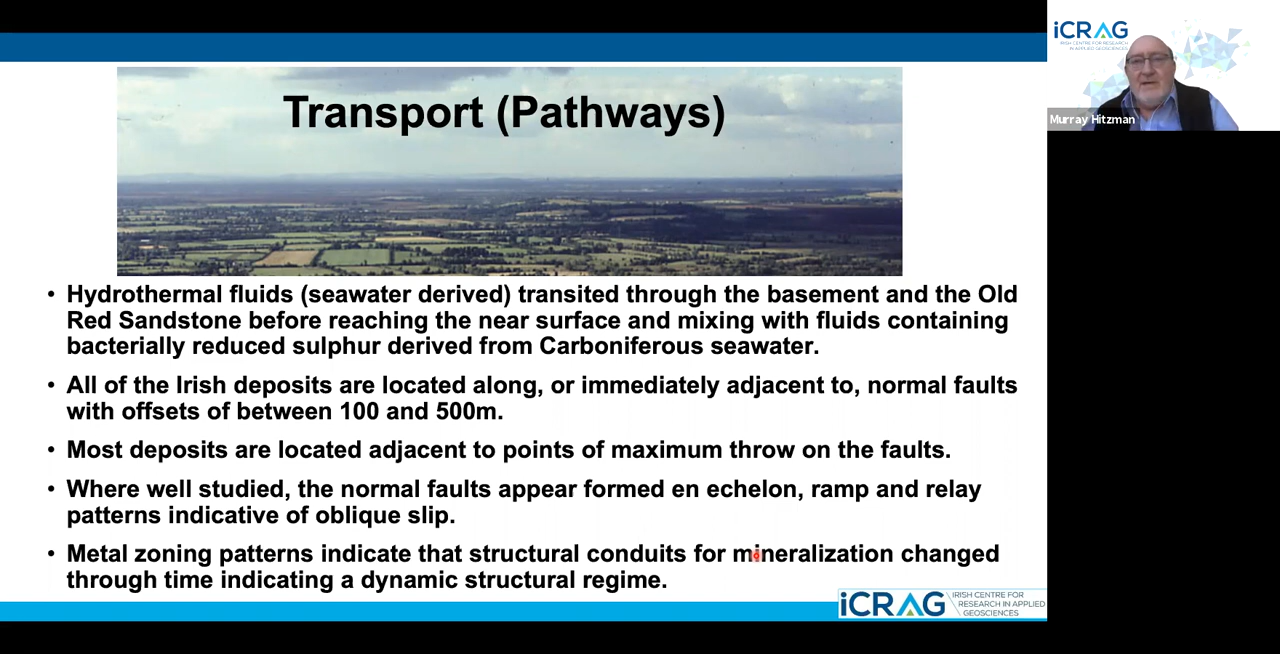 Transport (Pathways)
• Hydrothermal fluids (seawater derived) transited through the basement and the Old
Red Sandstone before reaching the near surface and mixing with fluids containing
bacterially reduced sulphur derived from Carboniferous seawater.
• All of the Irish deposits are located along, or immediately adjacent to, normal faults
with offsets of between 100 and 500m.
• Most deposits are located adjacent to points of maximum throw on the faults.
• Where well studied, the normal faults appear formed en echelon, ramp and relay
patterns indicative of oblique slip.
• Metal zoning patterns indicate that structural conduits for mineralization changed
through time indicating a dynamic structural regime.
iCRAG
IRISH CENTRE FOR
RESEARCH IN APPLIED
GEOSCIENCES
iCRAG
IRISH CENTRE FOR RESEARCH
IN APPLIED GEOSCIENCES
Murray Hitzman